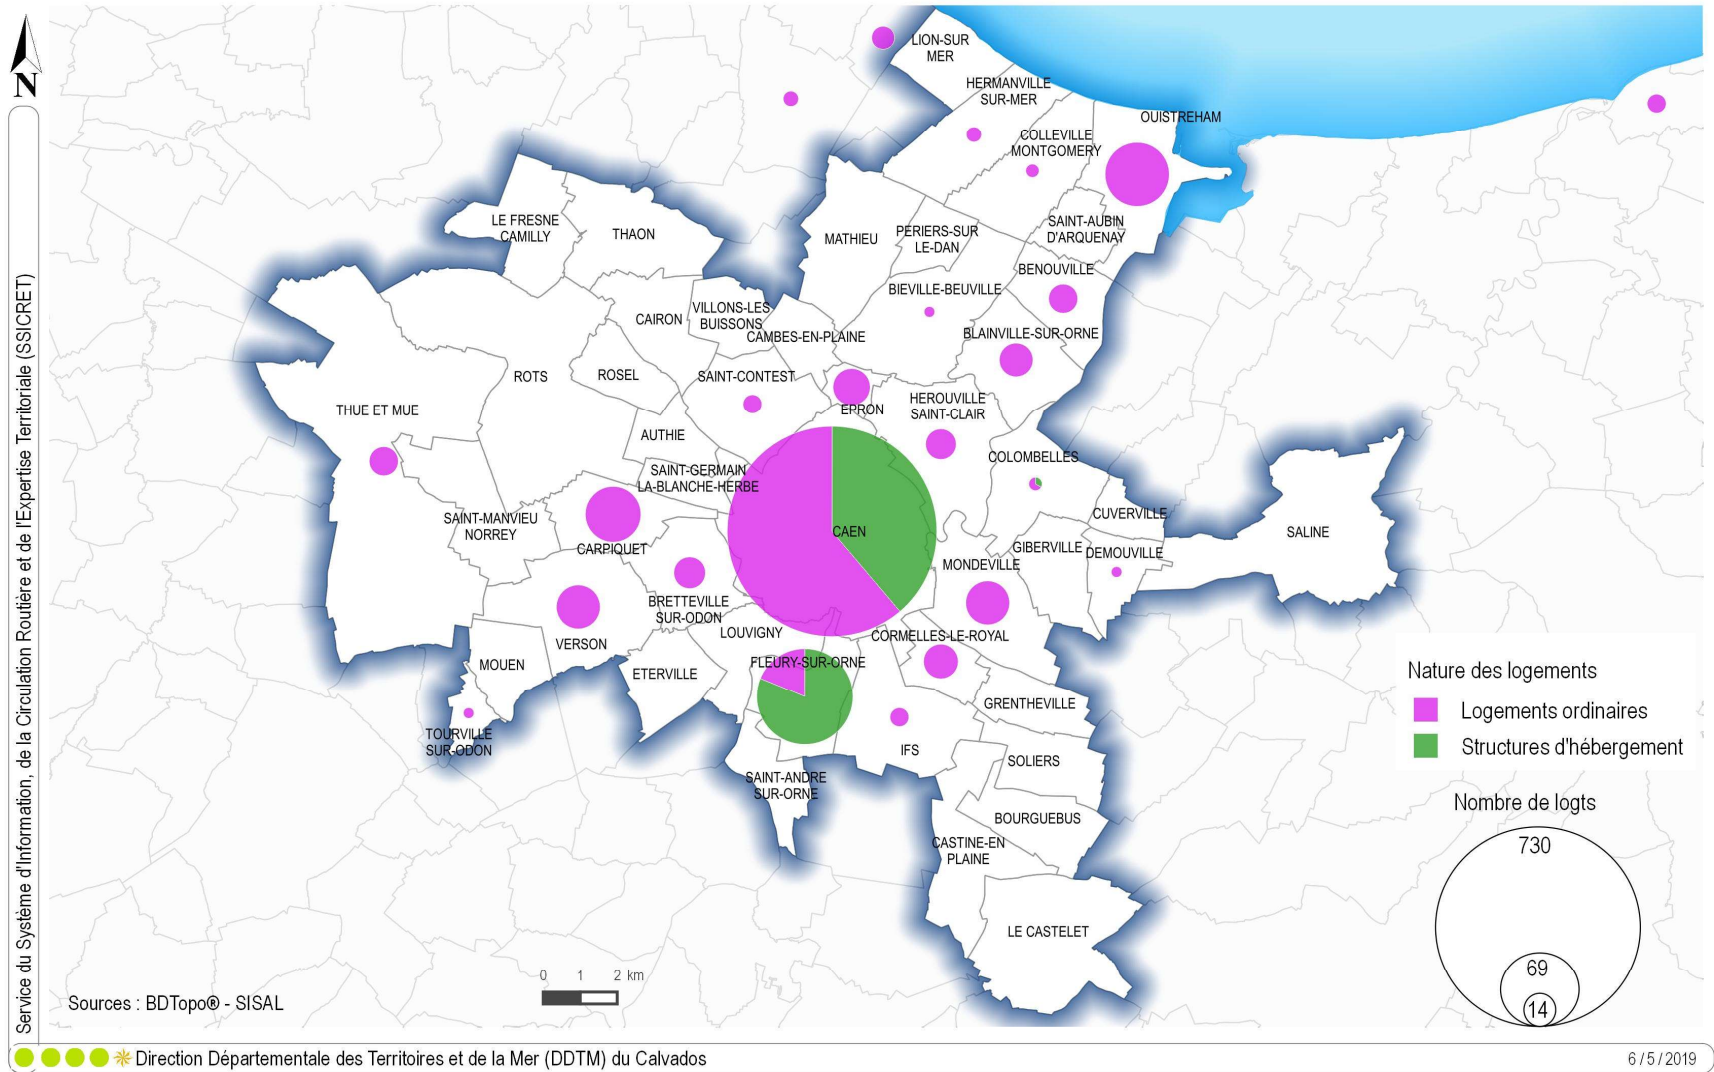 N
Service du Système d'Information, de la Circulation Routière et de l'Expertise Territoriale (SSICRET)
LION-SUR
MER
HERMANVILLE
SUR-MER
COLLEVILLE
MONTGOMERY
OUISTREHAM
LE FRESNE
CAMILLY
THAON
MATHIEU
PERIERS-SUR
LE-DAN
SAINT-AUBIN
D'ARQUENAY
BENOUVILLE
BIEVILLE-BEUVILLE
CAIRON
VILLONS-LES
BUISSONS
CAMBES-EN-PLAINE
BLAINVILLE-SUR-ORNE
ROTS
ROSEL
SAINT-CONTEST
THUE ET MUE
EPRON
HEROUVILLE
SAINT-CLAIR
AUTHIE
COLOMBELLES
SAINT-GERMAIN
LA-BLANCHE-HERBE
SAINT-MANVIEU
NORREY
CARPIQUET
CAEN
CUVERVILLE
SALINE
GIBERVILLE
DEMOUVILLE
MONDEVILLE
BRETTEVILLE
SUR-ODON
LOUVIGNY
VERSON
CORMELLES-LE-ROYAL
MOUEN
ETERVILLE
FLEURY-SUR-ORNE
GRENTHEVILLE
TOURVILLE
SUR-ODON
IFS
SOLIERS
SAINT-ANDRE
SUR-ORNE
BOURGUEBUS
CASTINE-EN
PLAINE
LE CASTELET
Nature des logements
Logements ordinaires
Structures d'hébergement
Nombre de logts
730
69
14
0 1 2 km
Sources : BDTopo® - SISAL
Direction Départementale des Territoires et de la Mer (DDTM) du Calvados
6 / 5 / 2019